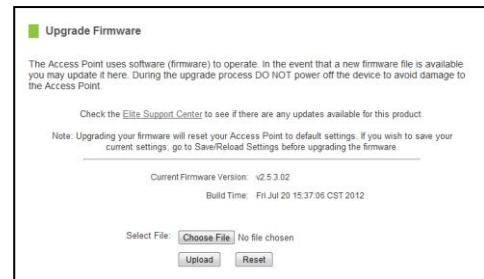 Upgrade Firmware
The Access Point uses software (firmware) to operate. In the event that a new firmware file is available
you may update it here. During the upgrade process DO NOT power off the device to avoid damage to
the Access Point.
Check the Elite Support Center to see if there are any updates available for this product.
Note: Upgrading your firmware will reset your Access Point to default settings. If you wish to save your
current settings, go to Save/Reload Settings before upgrading the firmware.
Current Firmware Version: v2.5.3.02
Build Time: Fri Jul 20 15:37:06 CST 2012
Select File: Choose File No file chosen
Upload Reset